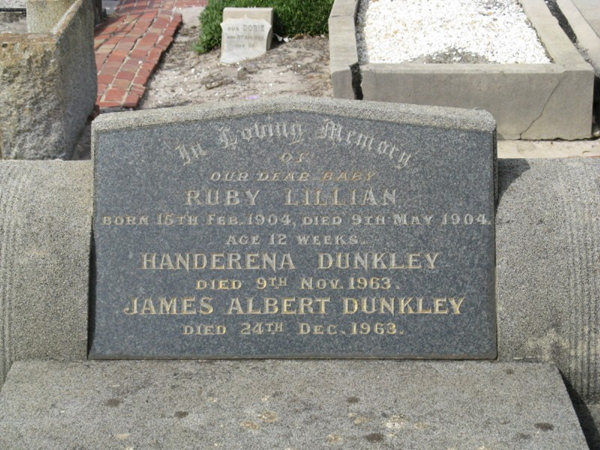 In Loving Memory
OF
OUR DEAR BABY
RUBY LILLIAN
BORN 15TH FEB. 1904, DIED 9TH MAY 1904.
AGE 12 WEEKS.
HANDERENA DUNKLEY
DIED 9TH NOV. 1963.
JAMES ALBERT DUNKLEY
DIED 24TH DEC. 1963.
DORIS